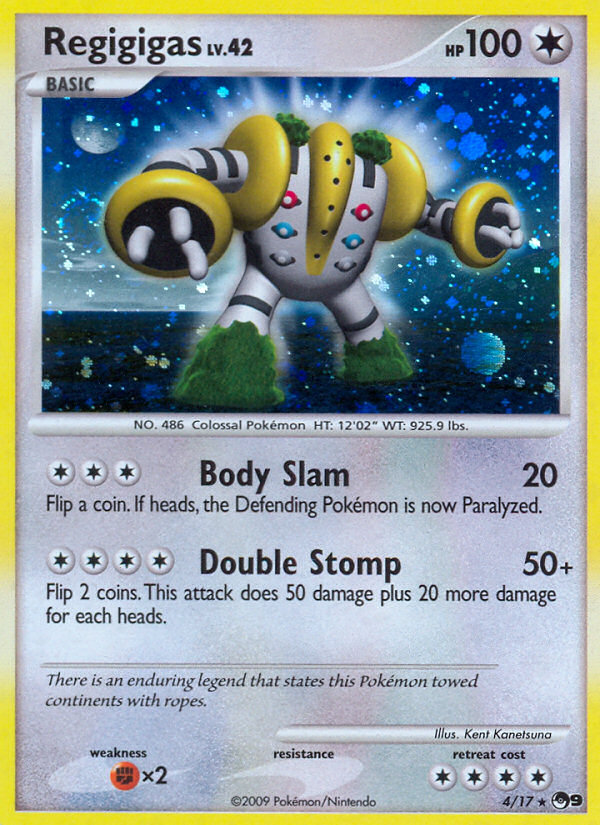 Regigigas LV.42
HP 100
BASIC
NO. 486 Colossal Pokémon HT: 12'02" WT: 925.9 lbs.
Body Slam 20
Flip a coin. If heads, the Defending Pokémon is now Paralyzed.
Double Stomp 50+
Flip 2 coins. This attack does 50 damage plus 20 more damage
for each heads.
There is an enduring legend that states this Pokémon towed
continents with ropes.
Illus. Kent Kanetsuna
weakness resistance retreat cost
×2
©2009 Pokémon/Nintendo
4/17 ★ 9